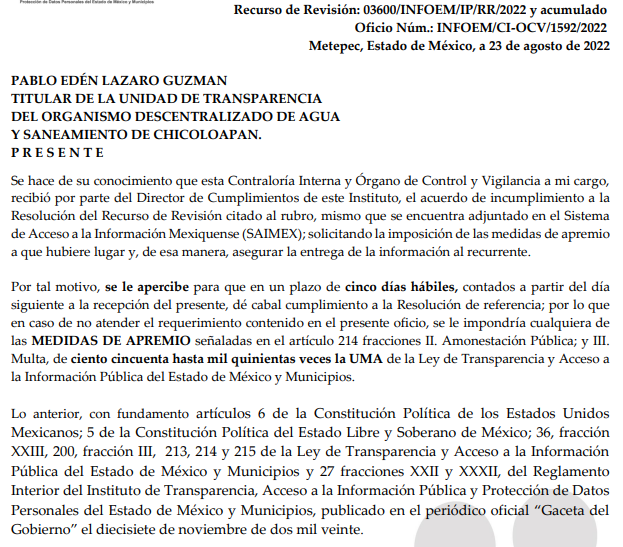 Protección de Datos Personales del Estado de México y Municipios
Recurso de Revisión: 03600/INFOEM/IP/RR/2022 y acumulado
Oficio Núm.: INFOEM/CI-OCV/1592/2022
Metepec, Estado de México, a 23 de agosto de 2022
PABLO EDÉN LAZARO GUZMAN
TITULAR DE LA UNIDAD DE TRANSPARENCIA
DEL ORGANISMO DESCENTRALIZADO DE AGUA
Y SANEAMIENTO DE CHICOLOAPAN.
P R E S E N T E
Se hace de su conocimiento que esta Contraloría Interna y Órgano de Control y Vigilancia a mi cargo,
recibió por parte del Director de Cumplimientos de este Instituto, el acuerdo de incumplimiento a la
Resolución del Recurso de Revisión citado al rubro, mismo que se encuentra adjuntado en el Sistema
de Acceso a la Información Mexiquense (SAIMEX); solicitando la imposición de las medidas de apremio
a que hubiere lugar y, de esa manera, asegurar la entrega de la información al recurrente.
Por tal motivo, se le apercibe para que en un plazo de cinco días hábiles, contados a partir del día
siguiente a la recepción del presente, dé cabal cumplimiento a la Resolución de referencia; por lo que
en caso de no atender el requerimiento contenido en el presente oficio, se le impondría cualquiera de
las MEDIDAS DE APREMIO señaladas en el artículo 214 fracciones II. Amonestación Pública; y III.
Multa, de ciento cincuenta hasta mil quinientas veces la UMA de la Ley de Transparencia y Acceso a
la Información Pública del Estado de México y Municipios.
Lo anterior, con fundamento artículos 6 de la Constitución Política de los Estados Unidos
Mexicanos; 5 de la Constitución Política del Estado Libre y Soberano de México; 36, fracción
XXIII, 200, fracción III, 213, 214 y 215 de la Ley de Transparencia y Acceso a la Información
Pública del Estado de México y Municipios y 27 fracciones XXII y XXXII, del Reglamento
Interior del Instituto de Transparencia, Acceso a la Información Pública y Protección de Datos
Personales del Estado de México y Municipios, publicado en el periódico oficial “Gaceta del
Gobierno” el diecisiete de noviembre de dos mil veinte.